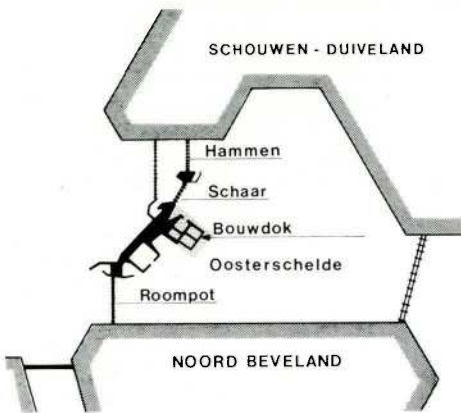 SCHOUWEN - DUIVELAND
Hammen
Schaar
Bouwdok
Oosterschelde
Roompot
NOORD BEVELAND